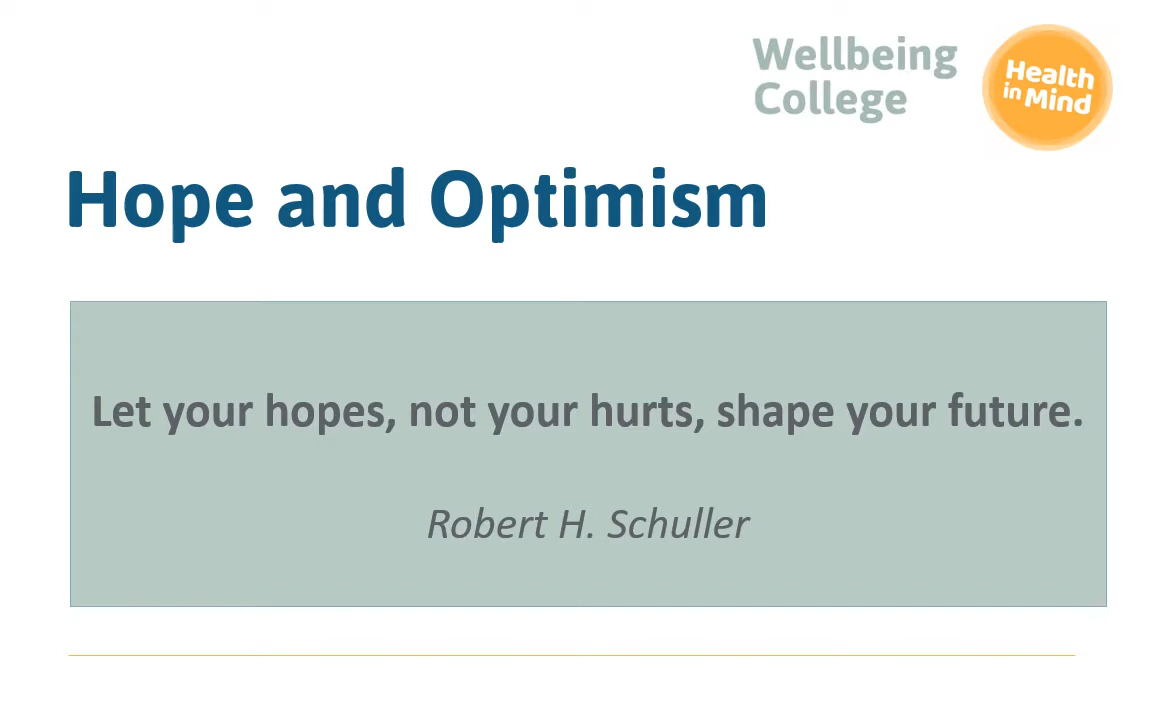 Wellbeing
College
Health
in Mind
Hope and Optimism
Let your hopes, not your hurts, shape your future.
Robert H. Schuller